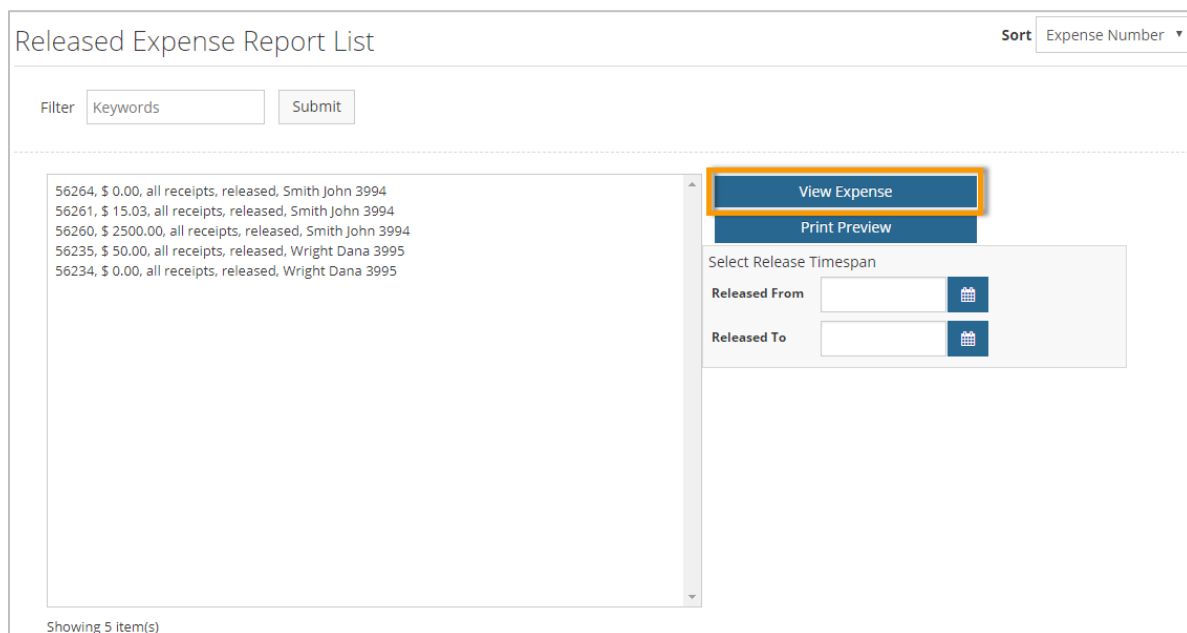 Released Expense Report List
Sort Expense Number
Filter Keywords Submit
56264, $ 0.00, all receipts, released, Smith John 3994
56261, $ 15.03, all receipts, released, Smith John 3994
56260, $ 2500.00, all receipts, released, Smith John 3994
56235, $ 50.00, all receipts, released, Wright Dana 3995
56234, $ 0.00, all receipts, released, Wright Dana 3995
View Expense
Print Preview
Select Release Timespan
Released From
Released To
Showing 5 item(s)